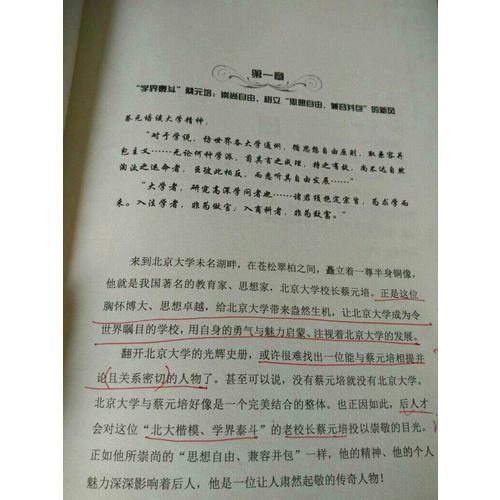 第一章
“学界泰斗”蔡元培：崇尚自由，树立“思想自由，兼容并包”的新风
蔡元培谈大学精神：
“对于学说，仿世界各大学通例，循思想自由原则，取兼容并
包主义……无论何种学派，苟其言之成理，持之有故，尚不达自然
淘汰之运命者，虽彼此相反，而悉听其自由发展……”
“大学者，研究高深学问者也……诸君须抱定宗旨，为求学而
来。入法学者，非为做官；入商科者，非为致富。”
来到北京大学未名湖畔，在苍松翠柏之间，矗立着一尊半身铜像，
他就是我国著名的教育家、思想家，北京大学校长蔡元培。正是这位
胸怀博大、思想卓越，给北京大学带来盎然生机，让北京大学成为令
世界瞩目的学校，用自身的勇气与魅力启蒙、注视着北京大学的发展。
翻开北京大学的光辉史册，或许很难找出一位能与蔡元培相提并
论且关系密切的人物了。甚至可以说，没有蔡元培就没有北京大学，
北京大学与蔡元培好像是一个完美结合的整体。也正因如此，后人才
会对这位“北大楷模、学界泰斗”的老校长蔡元培投以崇敬的目光。
正如他所崇尚的“思想自由、兼容并包”一样，他的精神、他的个人
魅力深深影响着后人，他是一位让人肃然起敬的传奇人物！